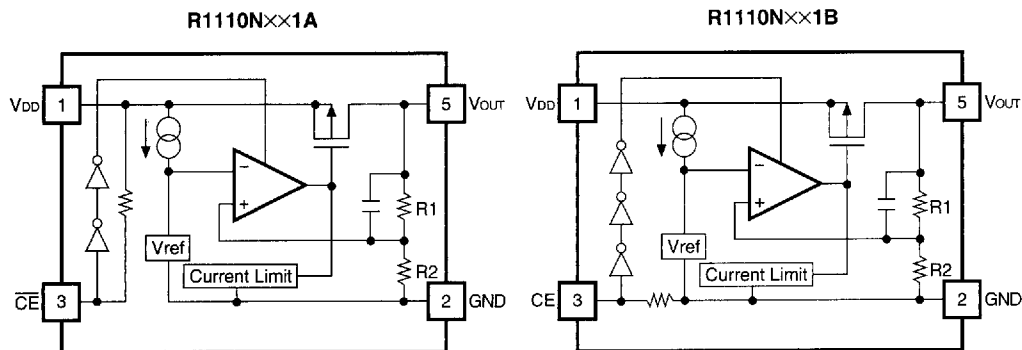 R1110N××1A
VDD 1
5 VOUT
−
+
R1
Vref
R2
Current Limit
C̅E̅ 3
2 GND
R1110N××1B
VDD 1
5 VOUT
−
+
R1
Vref
R2
Current Limit
CE 3
2 GND